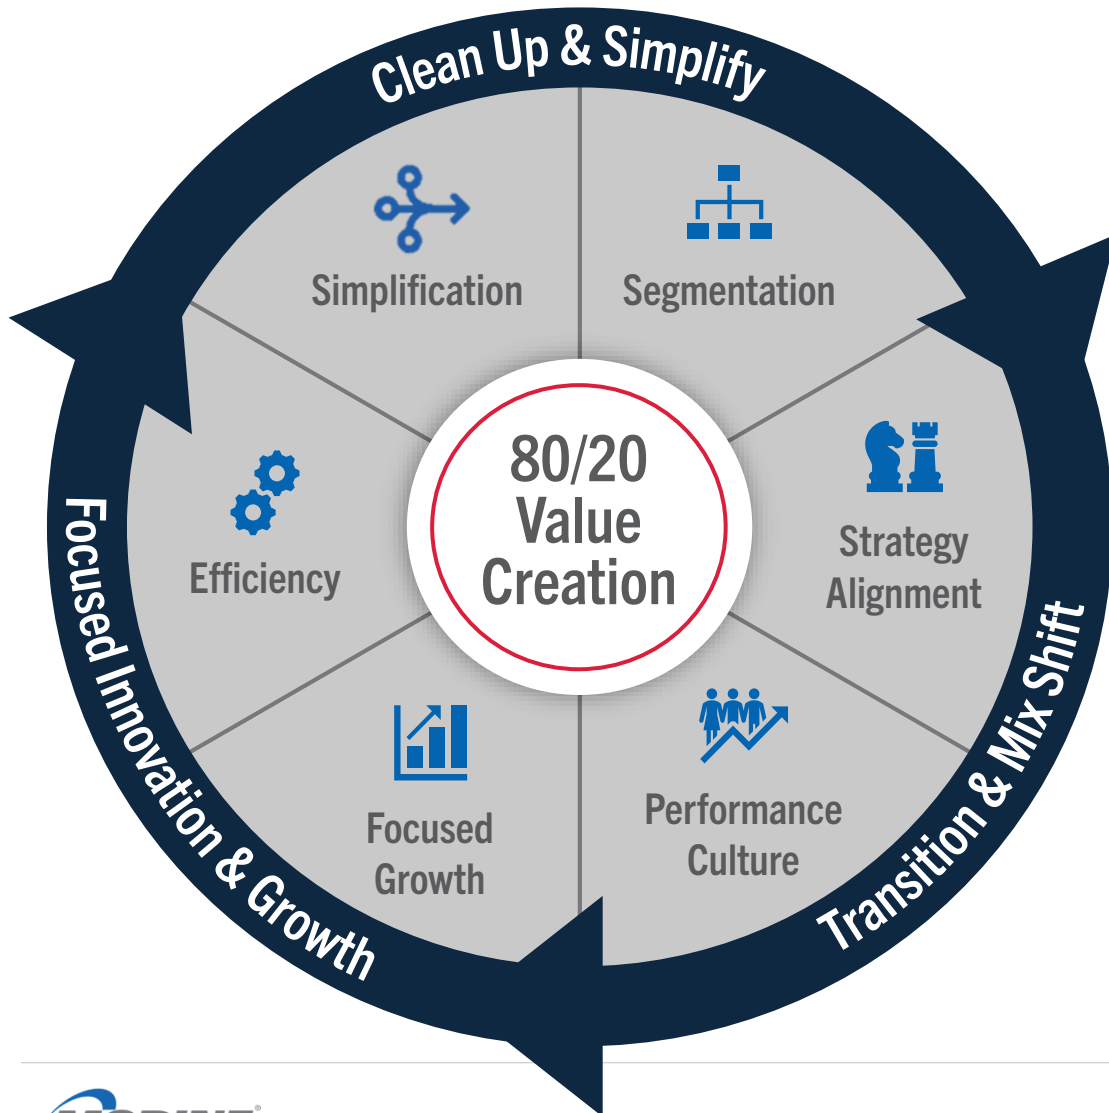 Clean Up & Simplify
Simplification
Segmentation
80/20
Value
Creation
Strategy
Alignment
Efficiency
Performance
Culture
Focused
Growth
Transition & Mix Shift
Focused Innovation & Growth